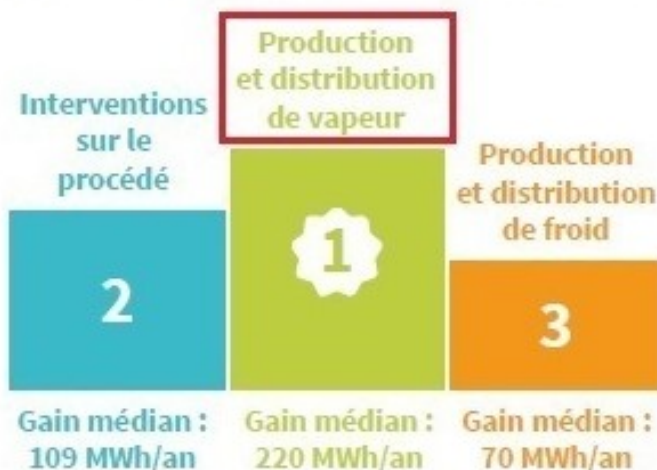 Production
et distribution
de vapeur
Interventions
sur le
procédé
Production
et distribution
de froid
1
2
3
Gain médian :
109 MWh/an
Gain médian :
220 MWh/an
Gain médian :
70 MWh/an